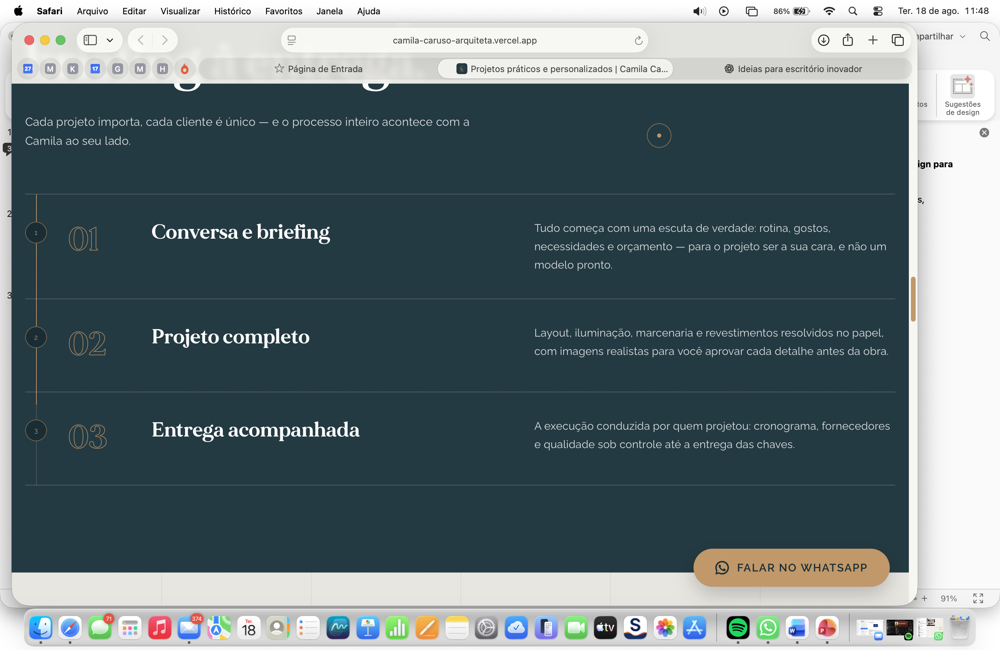 Safari Arquivo Editar Visualizar Histórico Favoritos Janela Ajuda 86% Ter. 18 de ago. 11:48
camila-caruso-arquiteta.vercel.app
27 M K 17 G M H Página de Entrada Projetos práticos e personalizados | Camila Ca... Ideias para escritório inovador
Sugestões
de design
Cada projeto importa, cada cliente é único — e o processo inteiro acontece com a
Camila ao seu lado.
1
3
ign para
s,
2
1 01 Conversa e briefing
Tudo começa com uma escuta de verdade: rotina, gostos,
necessidades e orçamento — para o projeto ser a sua cara, e não um
modelo pronto.
3
2 02 Projeto completo
Layout, iluminação, marcenaria e revestimentos resolvidos no papel,
com imagens realistas para você aprovar cada detalhe antes da obra.
3 03 Entrega acompanhada
A execução conduzida por quem projetou: cronograma, fornecedores
e qualidade sob controle até a entrega das chaves.
FALAR NO WHATSAPP
91%
71 374 Ter. 18 tv S W P